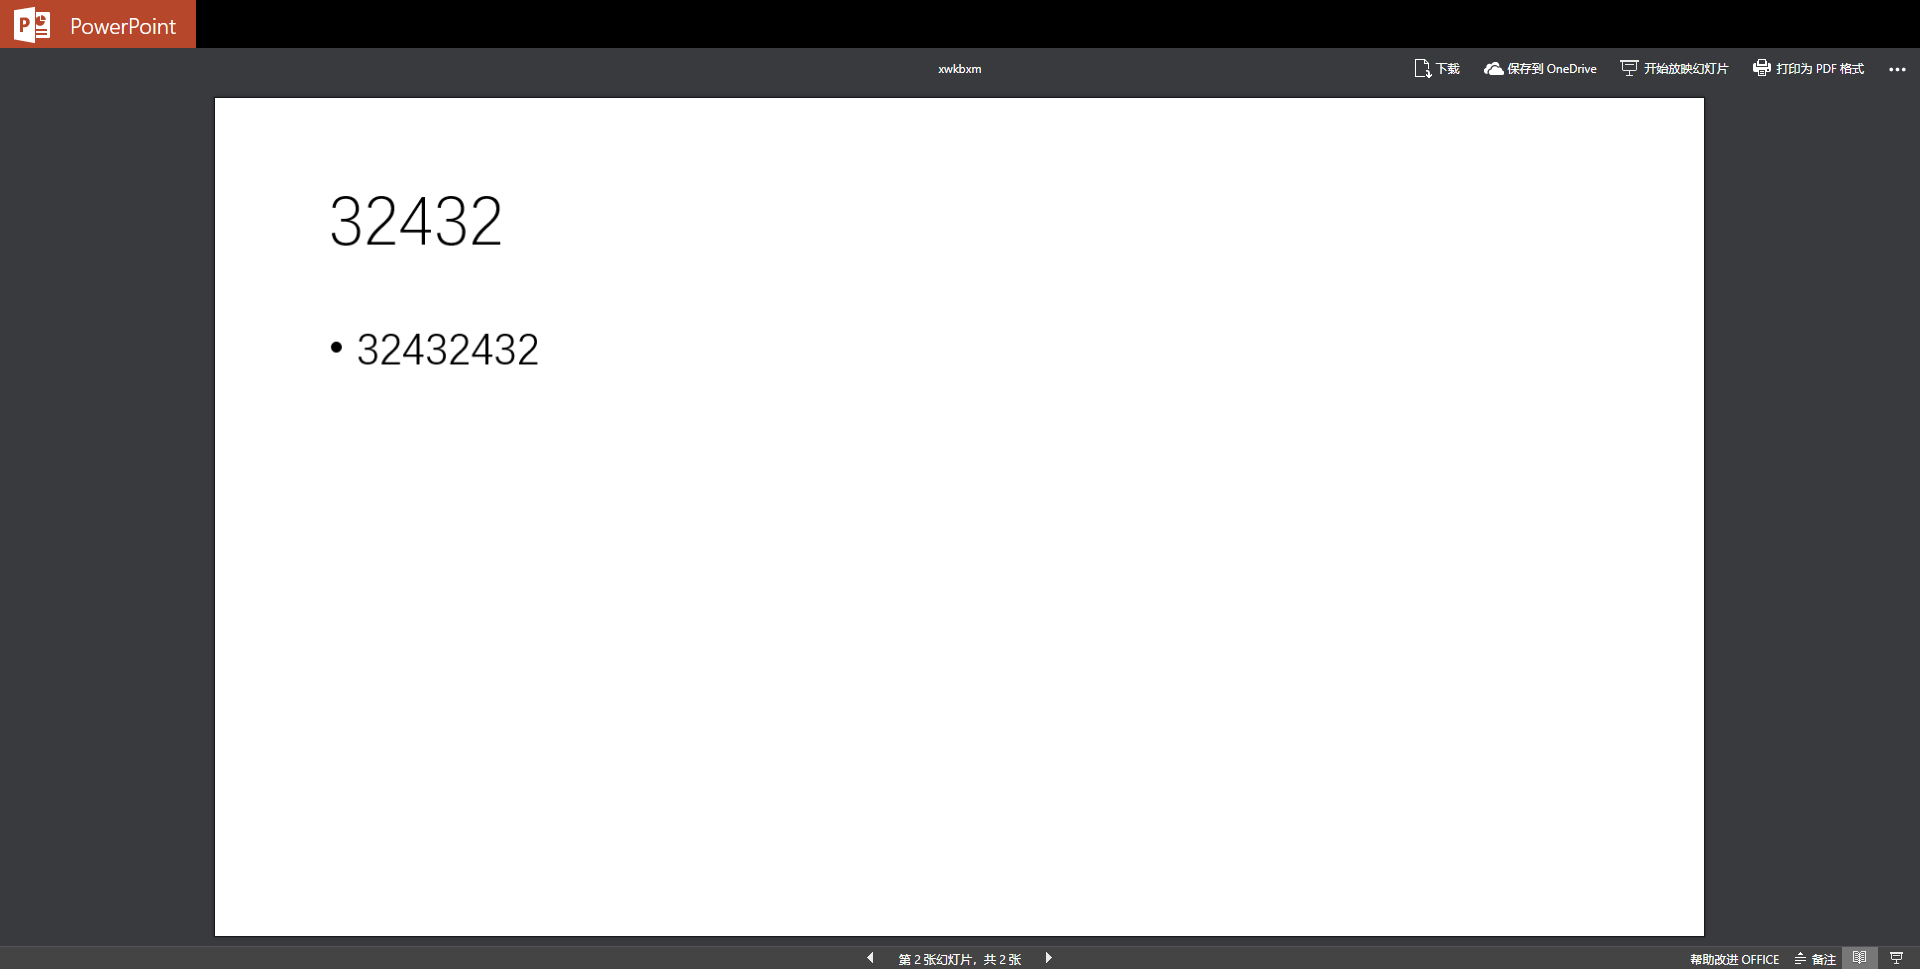 PowerPoint
xwkbxm
下载
保存到 OneDrive
开始放映幻灯片
打印为 PDF 格式
32432
• 32432432
第 2 张幻灯片，共 2 张
帮助改进 OFFICE
备注